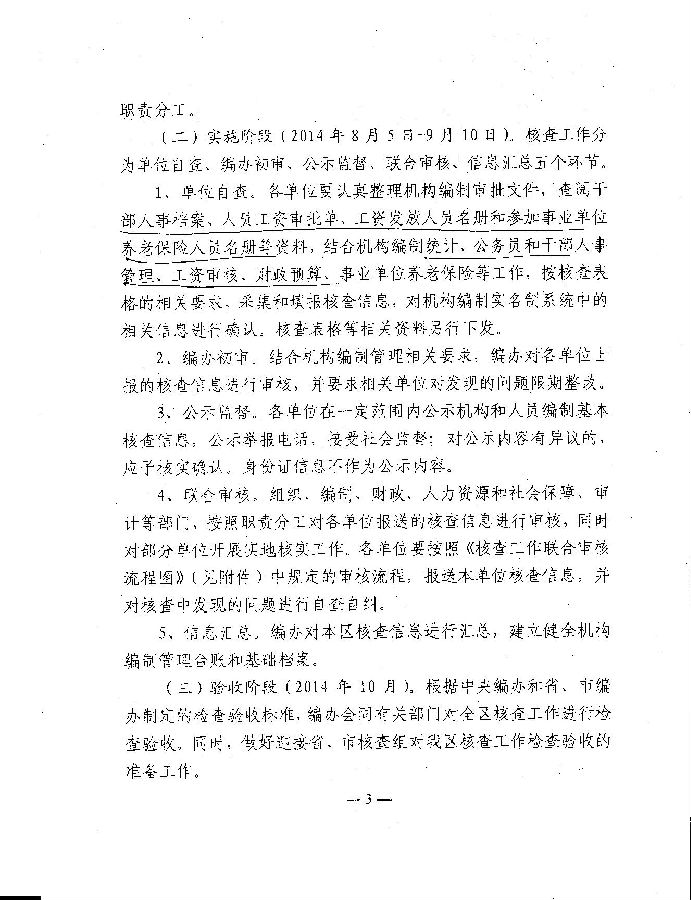 职责分工。
（二）实施阶段（2014 年 8 月 5 日-9 月 10 日）。核查工作分
为单位自查、编办初审、公示监督、联合审核、信息汇总五个环节。
1、单位自查。各单位要认真整理机构编制审批文件，查阅干
部人事档案、人员工资审批单、工资发放人员名册和参加事业单位
养老保险人员名册等资料，结合机构编制统计、公务员和干部人事
管理、工资审核、财政预算、事业单位养老保险等工作，按核查表
格的相关要求、采集和填报核查信息，对机构编制实名制系统中的
相关信息进行确认。核查表格等相关资料另行下发。
2、编办初审。结合机构编制管理相关要求，编办对各单位上
报的核查信息进行审核，并要求相关单位对发现的问题限期整改。
3、公示监督。各单位在一定范围内公示机构和人员编制基本
核查信息，公示举报电话，接受社会监督；对公示内容有异议的，
应予核实确认。身份证信息不作为公示内容。
4、联合审核。组织、编制、财政、人力资源和社会保障、审
计等部门，按照职责分工对各单位报送的核查信息进行审核，同时
对部分单位开展实地核实工作。各单位要按照《核查工作联合审核
流程图》（见附件）中规定的审核流程，报送本单位核查信息，并
对核查中发现的问题进行自查自纠。
5、信息汇总。编办对本区核查信息进行汇总，建立健全机构
编制管理台账和基础档案。
（三）验收阶段（2014 年 10 月）。根据中央编办和省、市编
办制定的检查验收标准，编办会同有关部门对全区核查工作进行检
查验收。同时，做好迎接省、市核查组对我区核查工作检查验收的
准备工作。
— 3 —